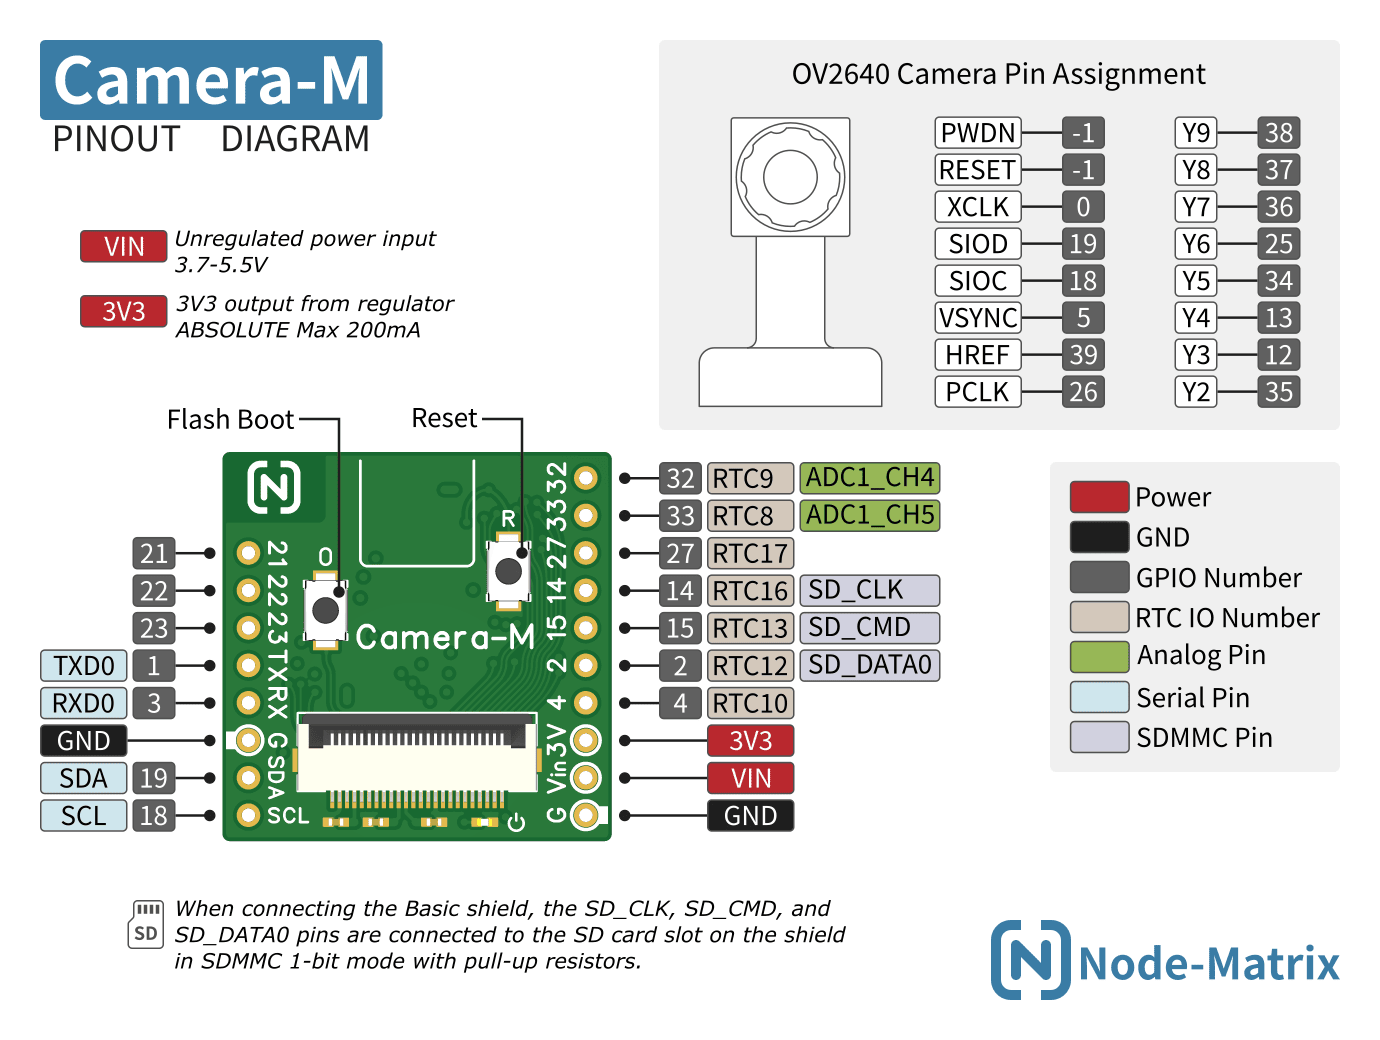 Camera-M
PINOUT DIAGRAM
VIN Unregulated power input
3.7-5.5V
3V3 3V3 output from regulator
ABSOLUTE Max 200mA
OV2640 Camera Pin Assignment
PWDN -1 Y9 38
RESET -1 Y8 37
XCLK 0 Y7 36
SIOD 19 Y6 25
SIOC 18 Y5 34
VSYNC 5 Y4 13
HREF 39 Y3 12
PCLK 26 Y2 35
Flash Boot
Reset
21
22
23
TXD0 1
RXD0 3
GND
SDA 19
SCL 18
N
R
O
Camera-M
21
22
23
TX
RX
G
SDA
SCL
32
33
27
14
15
2
4
3V
Vin
G
32 RTC9 ADC1_CH4
33 RTC8 ADC1_CH5
27 RTC17
14 RTC16 SD_CLK
15 RTC13 SD_CMD
2 RTC12 SD_DATA0
4 RTC10
3V3
VIN
GND
Power
GND
GPIO Number
RTC IO Number
Analog Pin
Serial Pin
SDMMC Pin
SD
When connecting the Basic shield, the SD_CLK, SD_CMD, and
SD_DATA0 pins are connected to the SD card slot on the shield
in SDMMC 1-bit mode with pull-up resistors.
N Node-Matrix